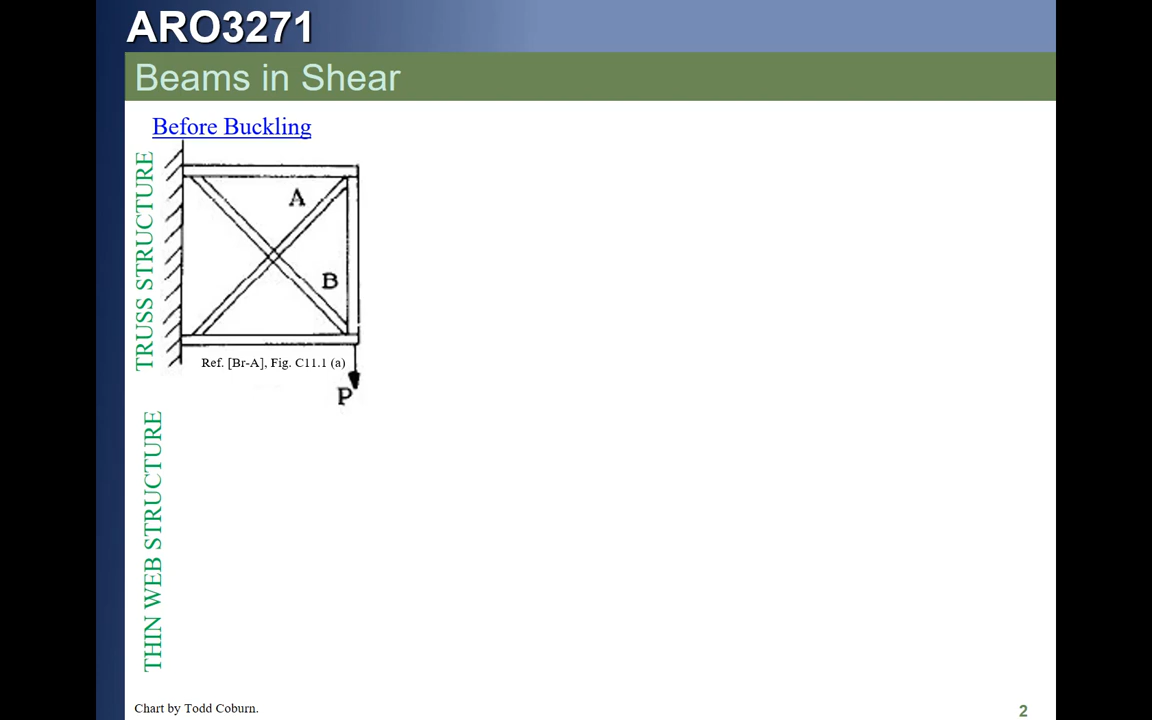 ARO3271
Beams in Shear
Before Buckling
TRUSS STRUCTURE
A
B
Ref. [Br-A], Fig. C11.1 (a)
P
THIN WEB STRUCTURE
Chart by Todd Coburn.
2